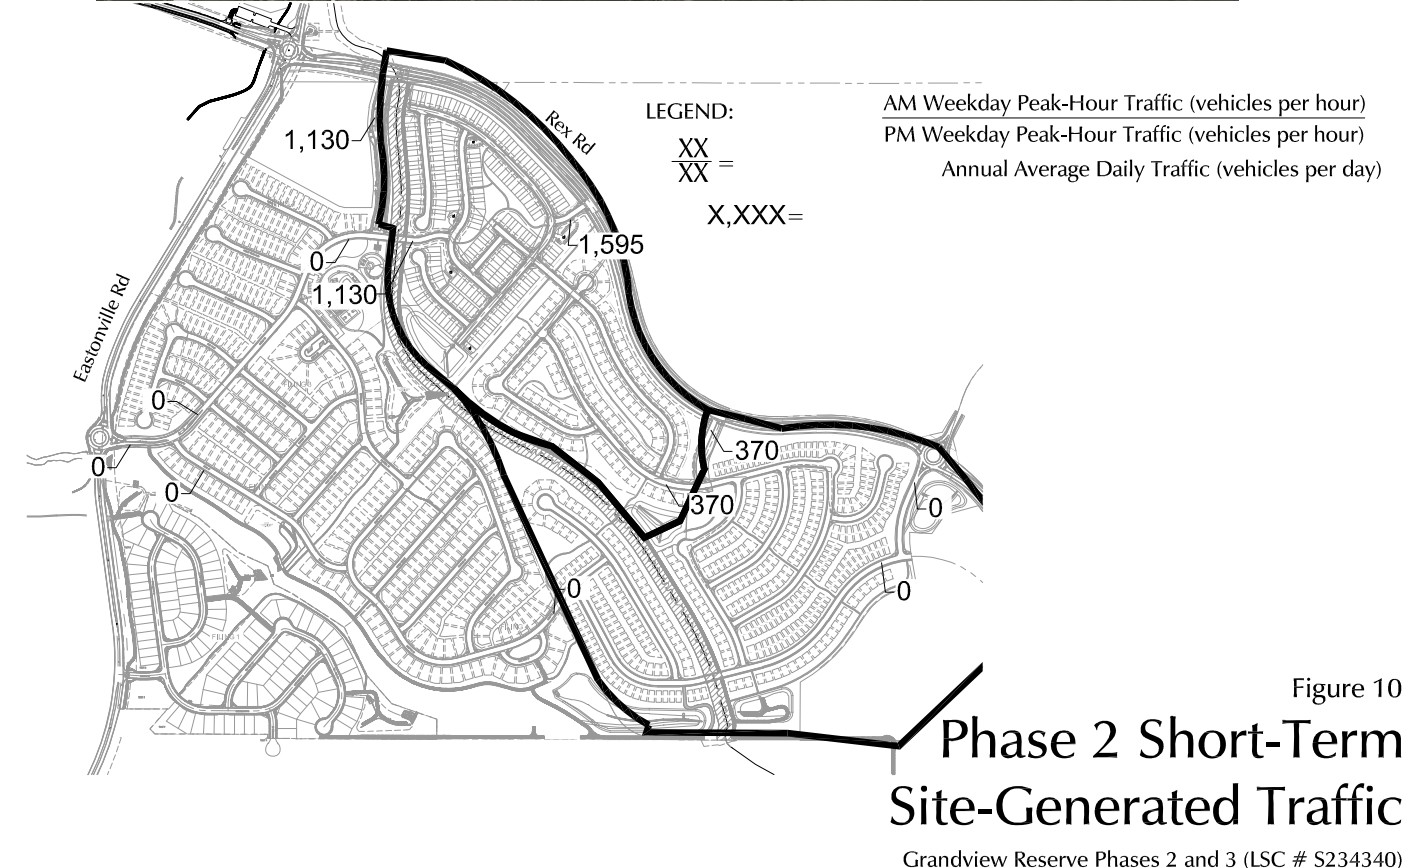 LEGEND:
XX
XX
=
X,XXX=
AM Weekday Peak-Hour Traffic (vehicles per hour)
PM Weekday Peak-Hour Traffic (vehicles per hour)
Annual Average Daily Traffic (vehicles per day)
Rex Rd
Eastonville Rd
1,130
1,595
0
1,130
0
0
0
370
370
0
0
0
FILING 1
Figure 10
Phase 2 Short-Term
Site-Generated Traffic
Grandview Reserve Phases 2 and 3 (LSC # S234340)